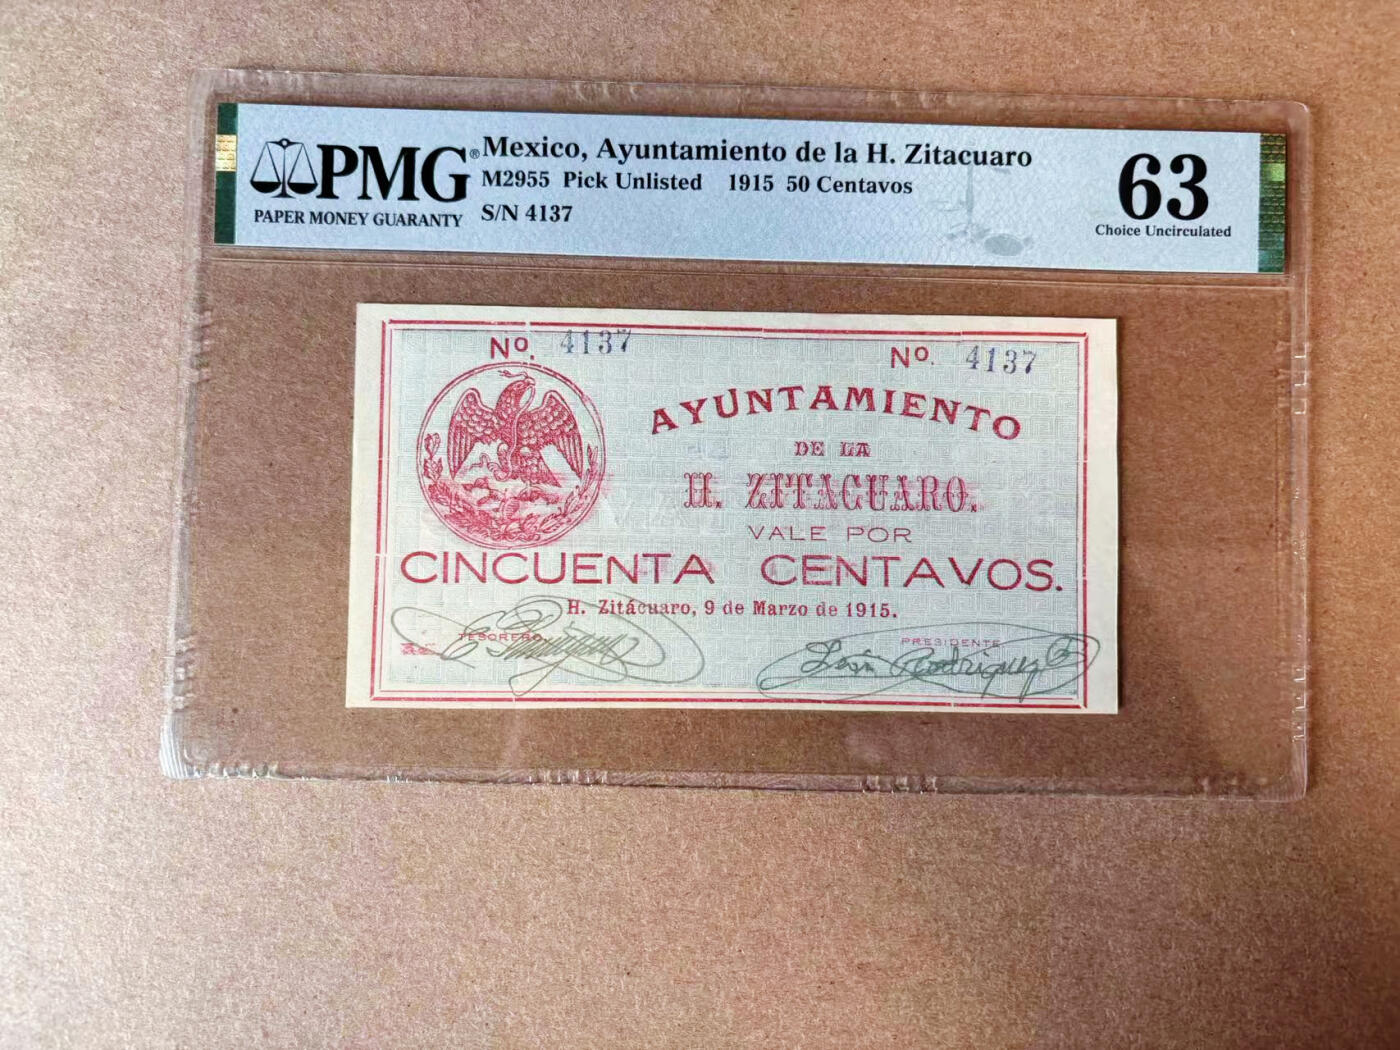 PMG®
PAPER MONEY GUARANTY
Mexico, Ayuntamiento de la H. Zitacuaro
M2955 Pick Unlisted 1915 50 Centavos
S/N 4137
63
Choice Uncirculated
No. 4137
No. 4137
AYUNTAMIENTO
DE LA
H. ZITACUARO.
VALE POR
CINCUENTA CENTAVOS.
H. Zitácuaro, 9 de Marzo de 1915.
TESORERO
PRESIDENTE
León Rodriguez